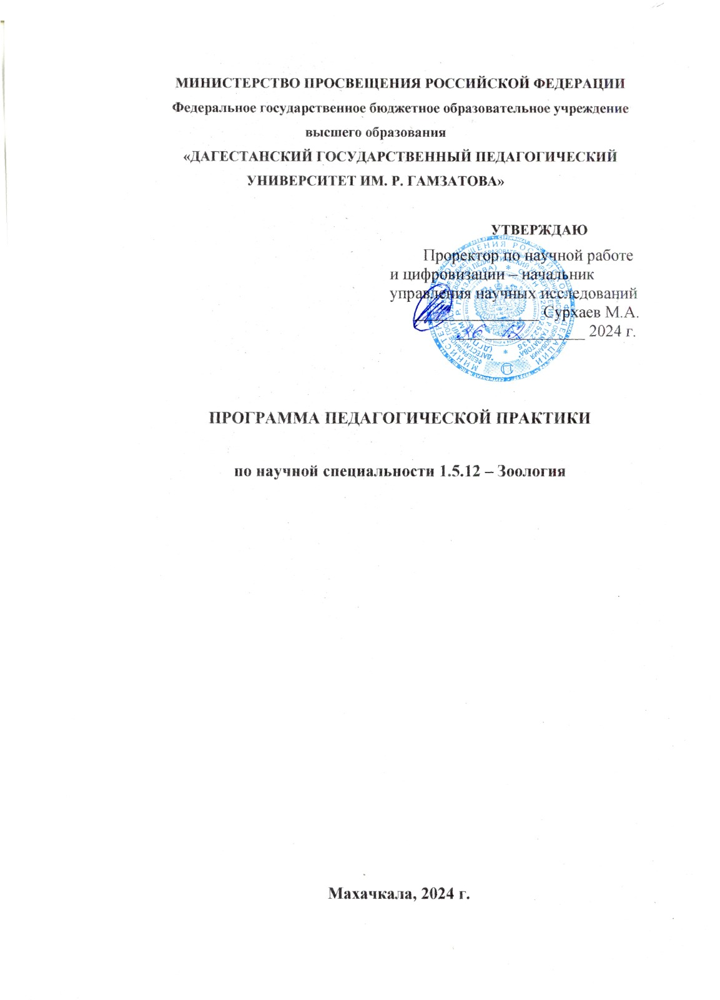 МИНИСТЕРСТВО ПРОСВЕЩЕНИЯ РОССИЙСКОЙ ФЕДЕРАЦИИ
Федеральное государственное бюджетное образовательное учреждение
высшего образования
«ДАГЕСТАНСКИЙ ГОСУДАРСТВЕННЫЙ ПЕДАГОГИЧЕСКИЙ
УНИВЕРСИТЕТ ИМ. Р. ГАМЗАТОВА»
УТВЕРЖДАЮ
Проректор по научной работе
и цифровизации – начальник
управления научных исследований
Сурхаев М.А.
2024 г.
ПРОГРАММА ПЕДАГОГИЧЕСКОЙ ПРАКТИКИ
по научной специальности 1.5.12 – Зоология
Махачкала, 2024 г.